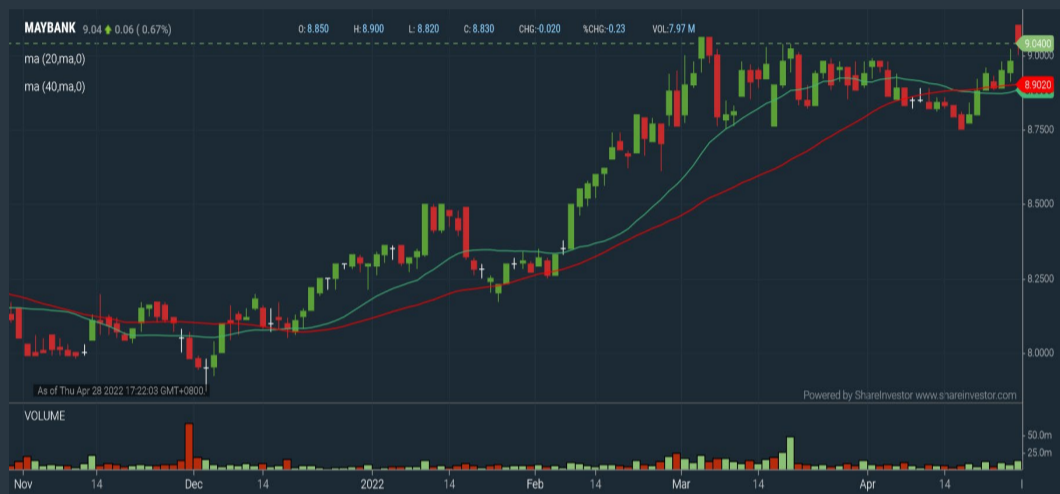 MAYBANK 9.04 0.06 ( 0.67%) O: 8.850 H: 8.900 L: 8.820 C: 8.830 CHG:-0.020 %CHG:-0.23 VOL:7.97 M
9.0400
9.0000
ma (20,ma,0)
ma (40,ma,0)
8.9020
8.7500
8.5000
8.2500
8.0000
As of Thu Apr 28 2022 17:22:03 GMT+0800
Powered by ShareInvestor www.shareinvestor.com
VOLUME
50.0m
25.0m
Nov 14 Dec 14 2022 14 Feb 14 Mar 14 Apr 14